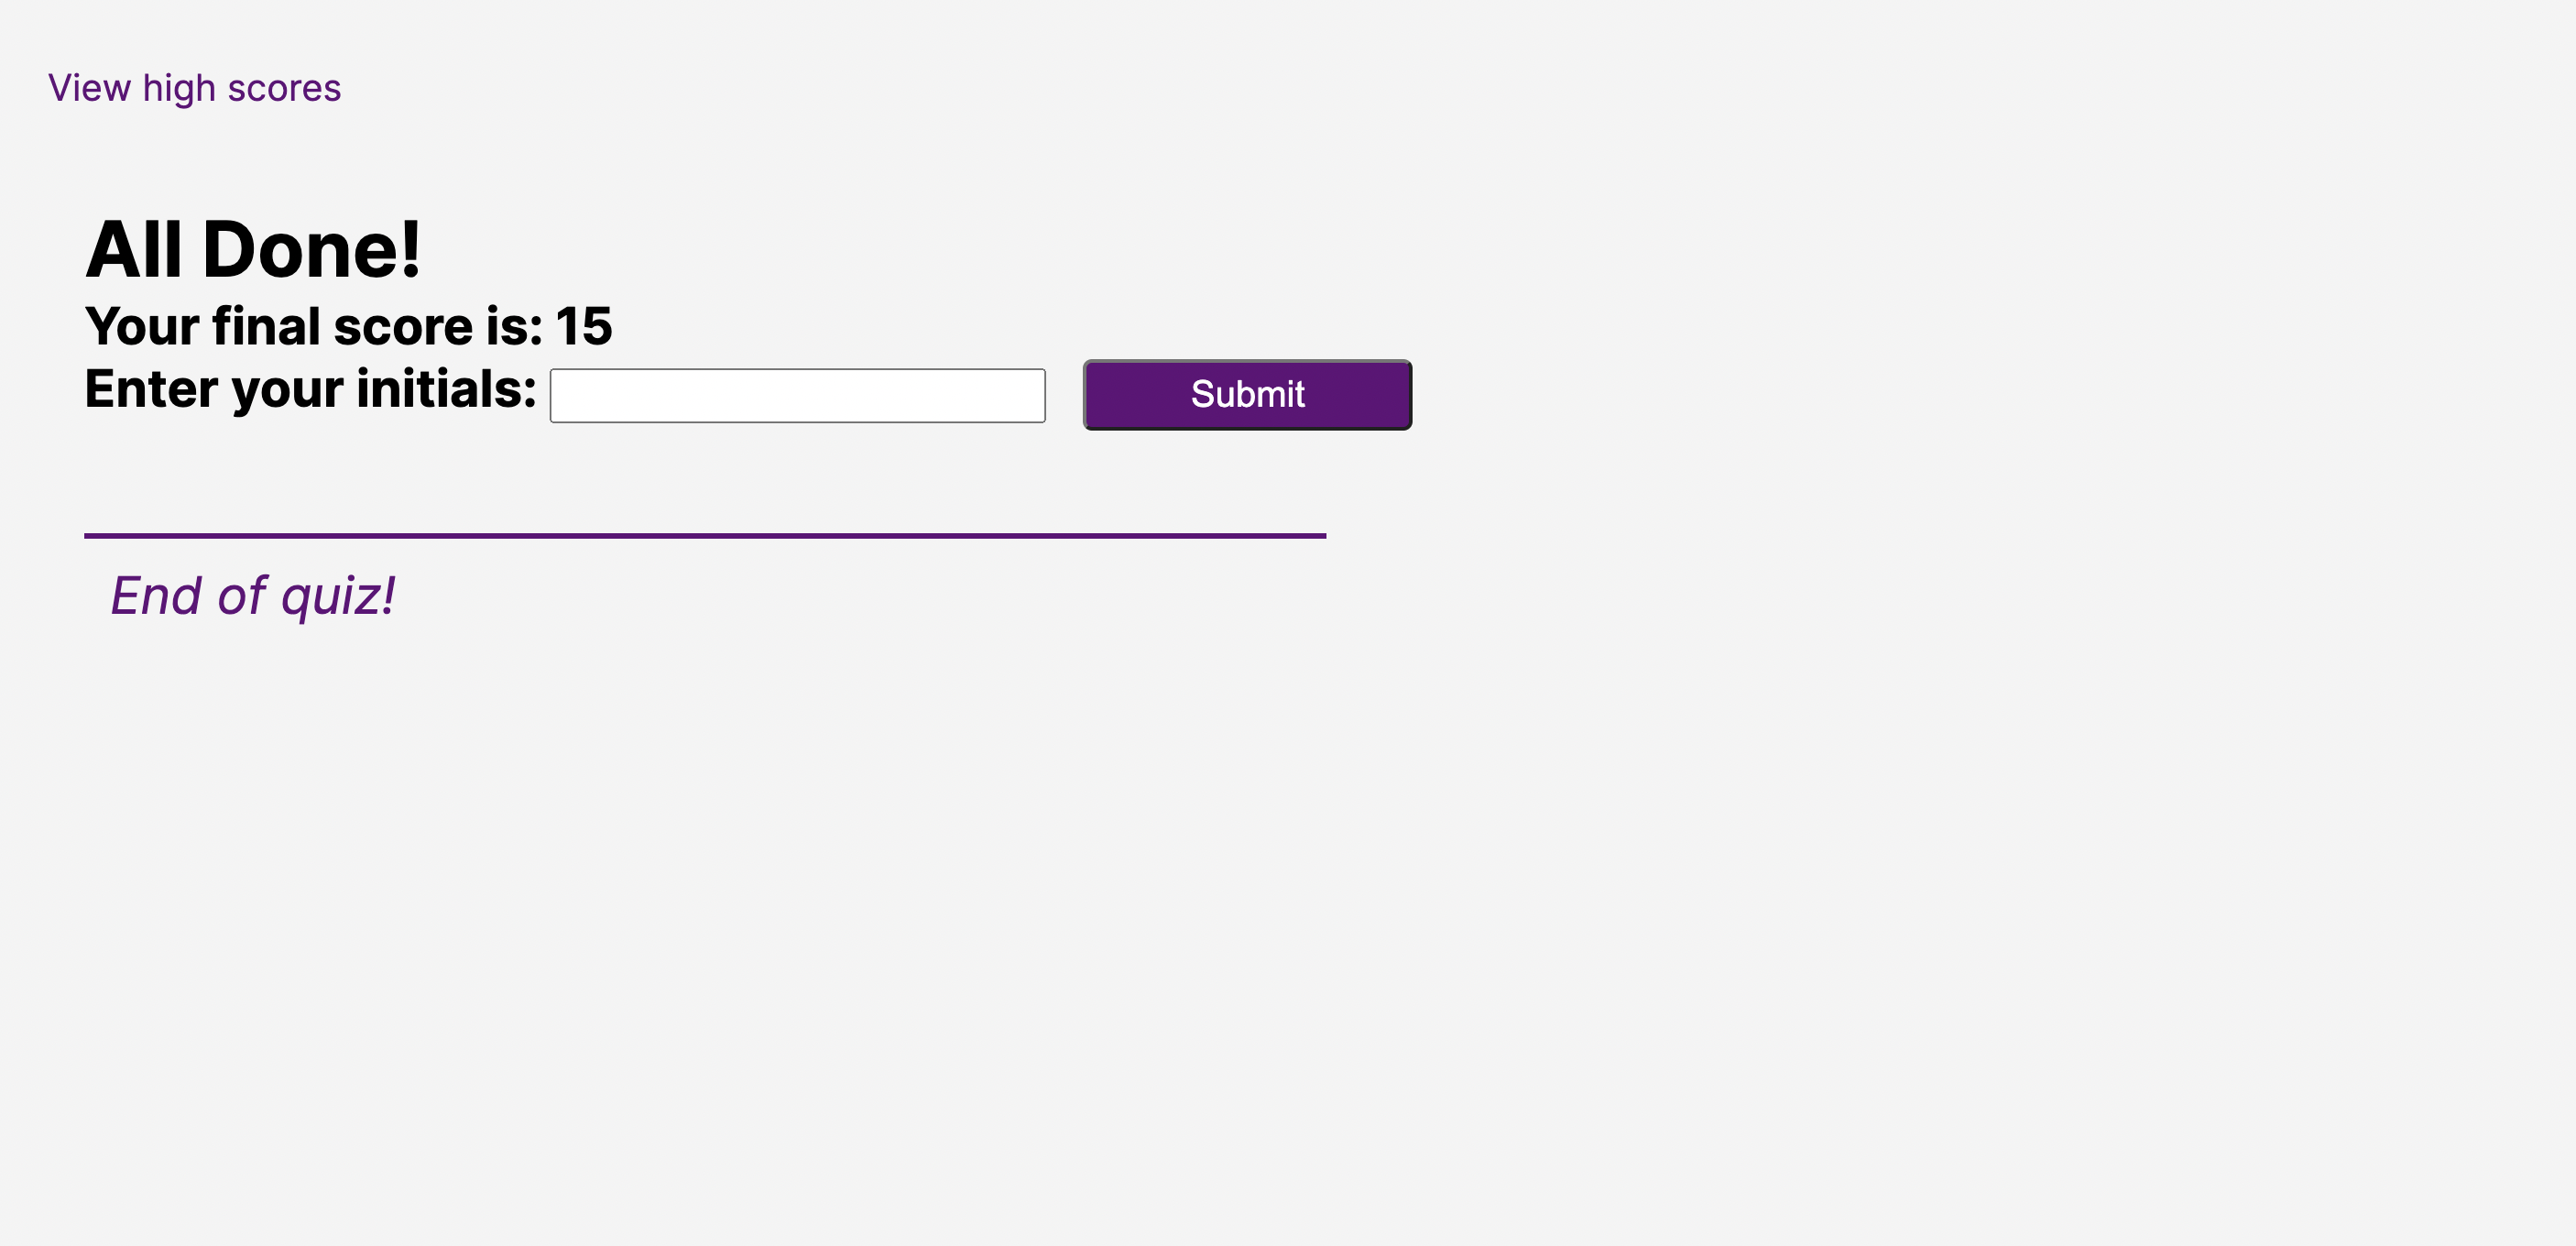 View high scores
All Done!
Your final score is: 15
Enter your initials: Submit
End of quiz!